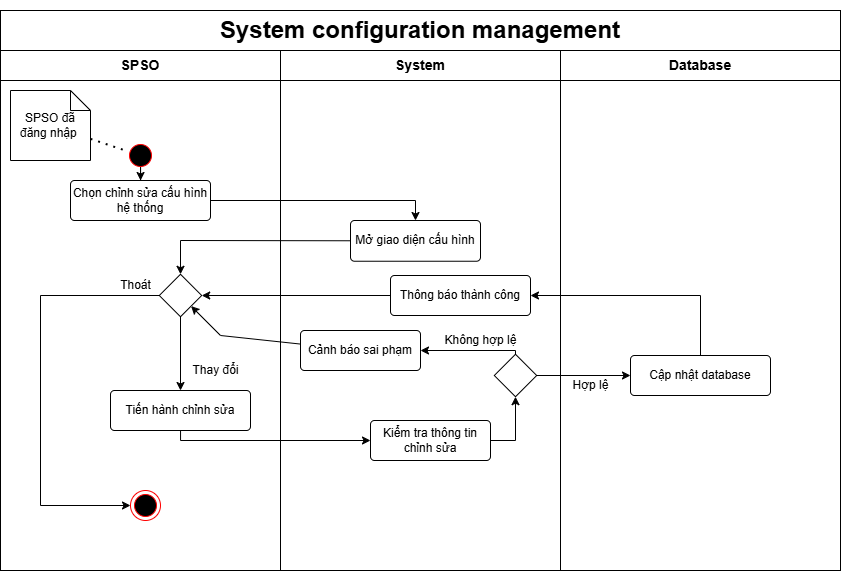 System configuration management
SPSO
System
Database
SPSO đã
đăng nhập
Chọn chỉnh sửa cấu hình
hệ thống
Mở giao diện cấu hình
Thoát
Thông báo thành công
Không hợp lệ
Cảnh báo sai phạm
Thay đổi
Hợp lệ
Cập nhật database
Tiến hành chỉnh sửa
Kiểm tra thông tin
chỉnh sửa